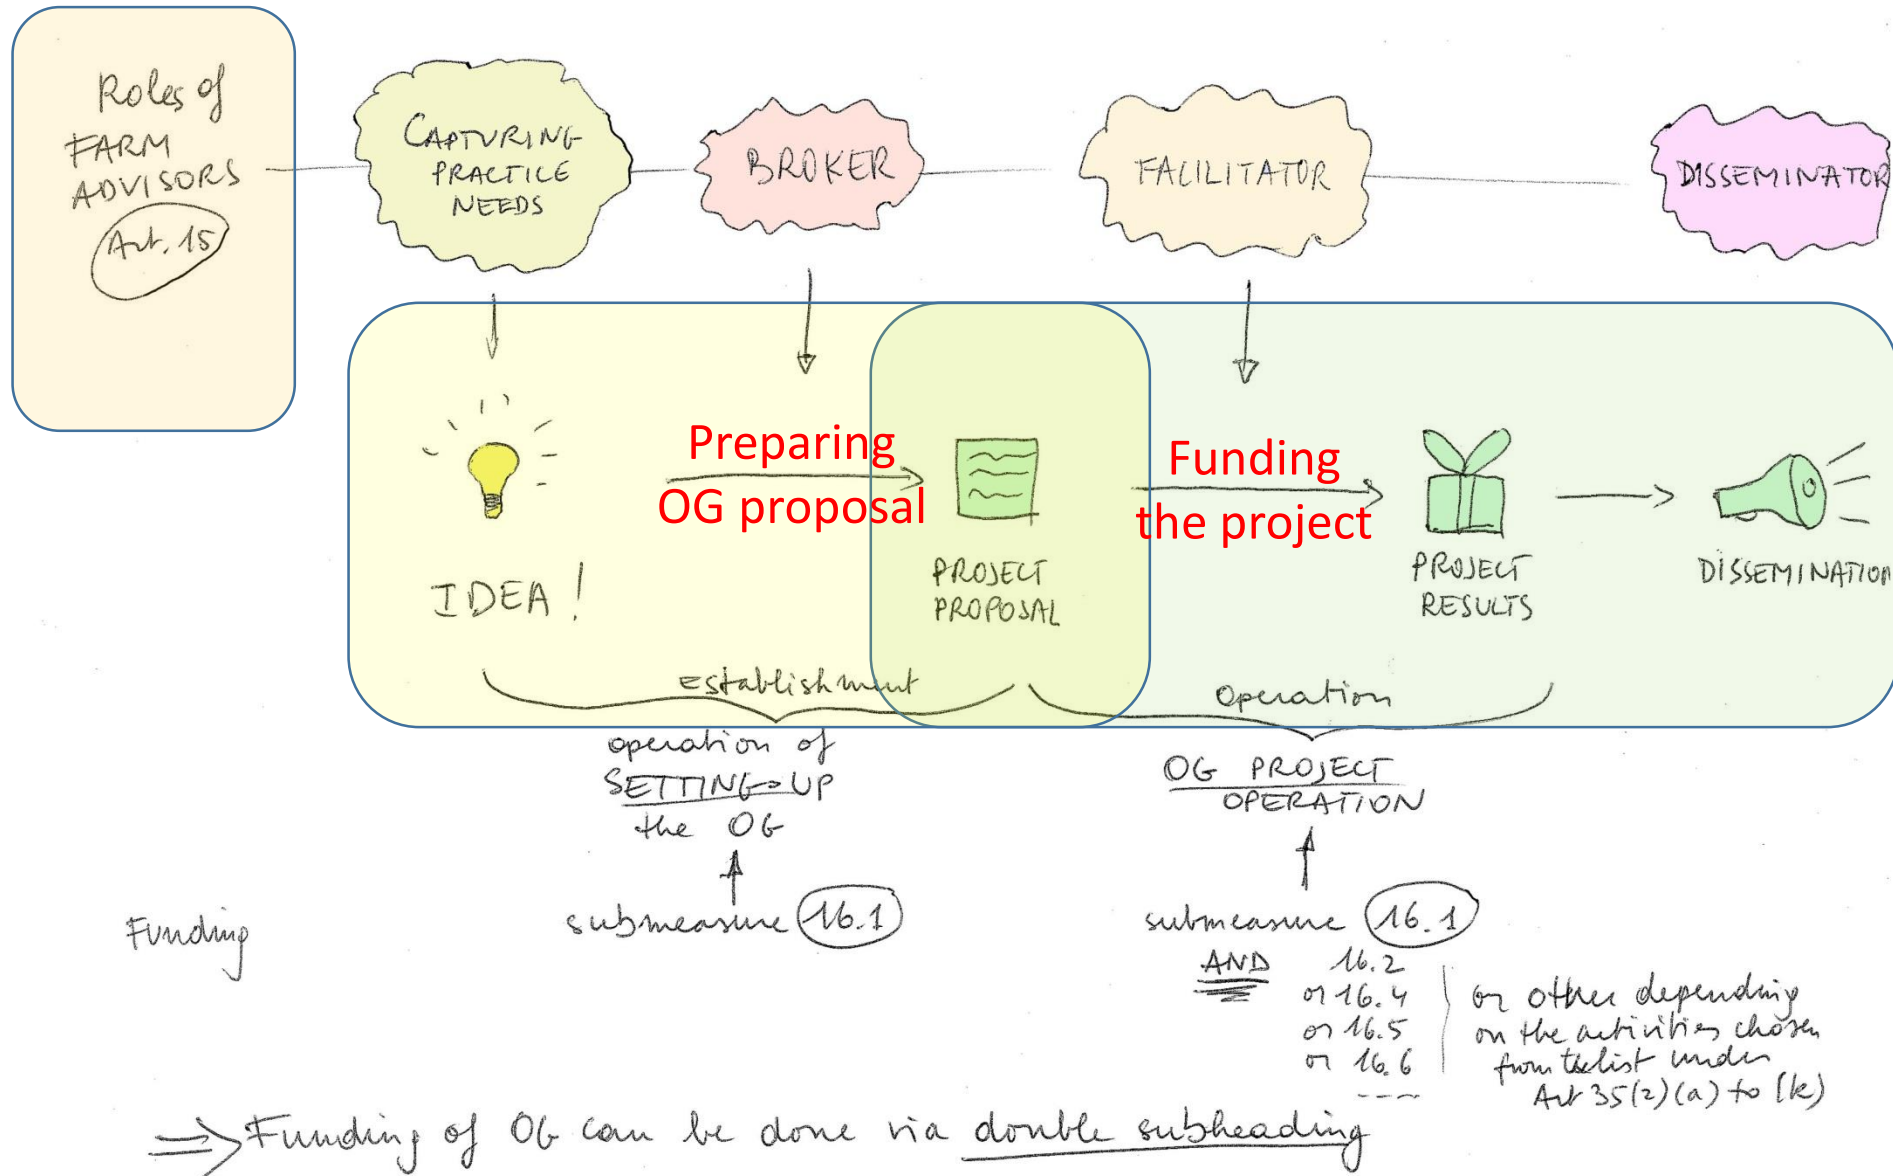 Roles of
FARM
ADVISORS
Art. 15
CAPTURING
PRACTICE
NEEDS
BROKER
FACILITATOR
DISSEMINATOR
Preparing
OG proposal
Funding
the project
IDEA !
PROJECT
PROPOSAL
PROJECT
RESULTS
DISSEMINATION
Establishment
Operation
operation of
SETTING-UP
the OG
OG PROJECT
OPERATION
Funding
submeasure 16.1
submeasure 16.1
AND 16.2
or 16.4
or 16.5
or 16.6
----
or other depending
on the activities chosen
from the list under
Art 35(2)(a) to (k)
=> Funding of OG can be done via double subheading